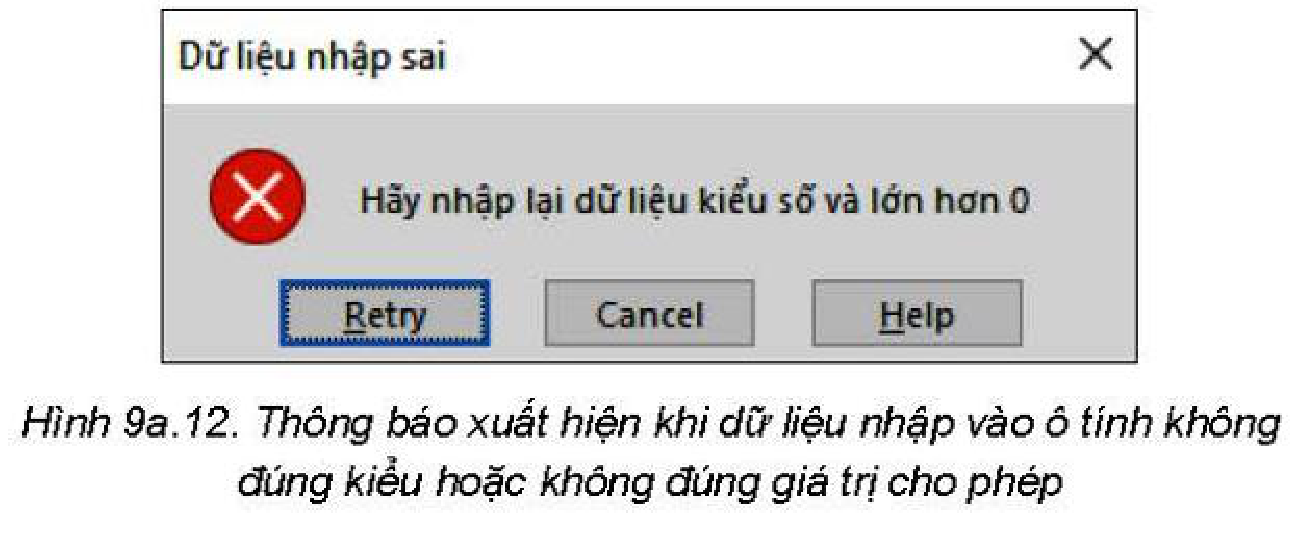 Dữ liệu nhập sai
Hãy nhập lại dữ liệu kiểu số và lớn hơn 0
Retry Cancel Help
Hình 9a.12. Thông báo xuất hiện khi dữ liệu nhập vào ô tính không
đúng kiểu hoặc không đúng giá trị cho phép